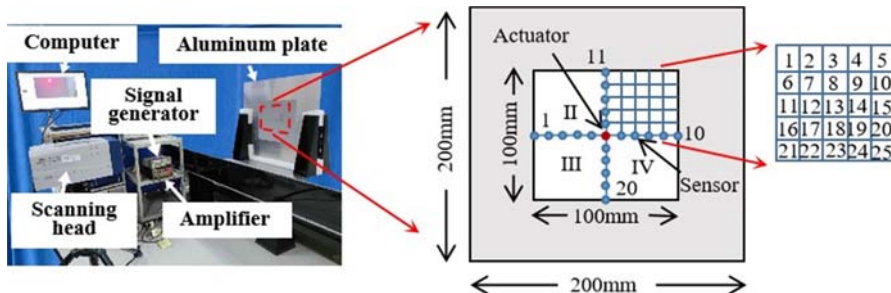 Computer
Aluminum plate
Signal
generator
Scanning
head
Amplifier
Actuator
11
1
II
10
III
IV
20
Sensor
100mm
100mm
200mm
200mm
1 2 3 4 5
6 7 8 9 10
11 12 13 14 15
16 17 18 19 20
21 22 23 24 25